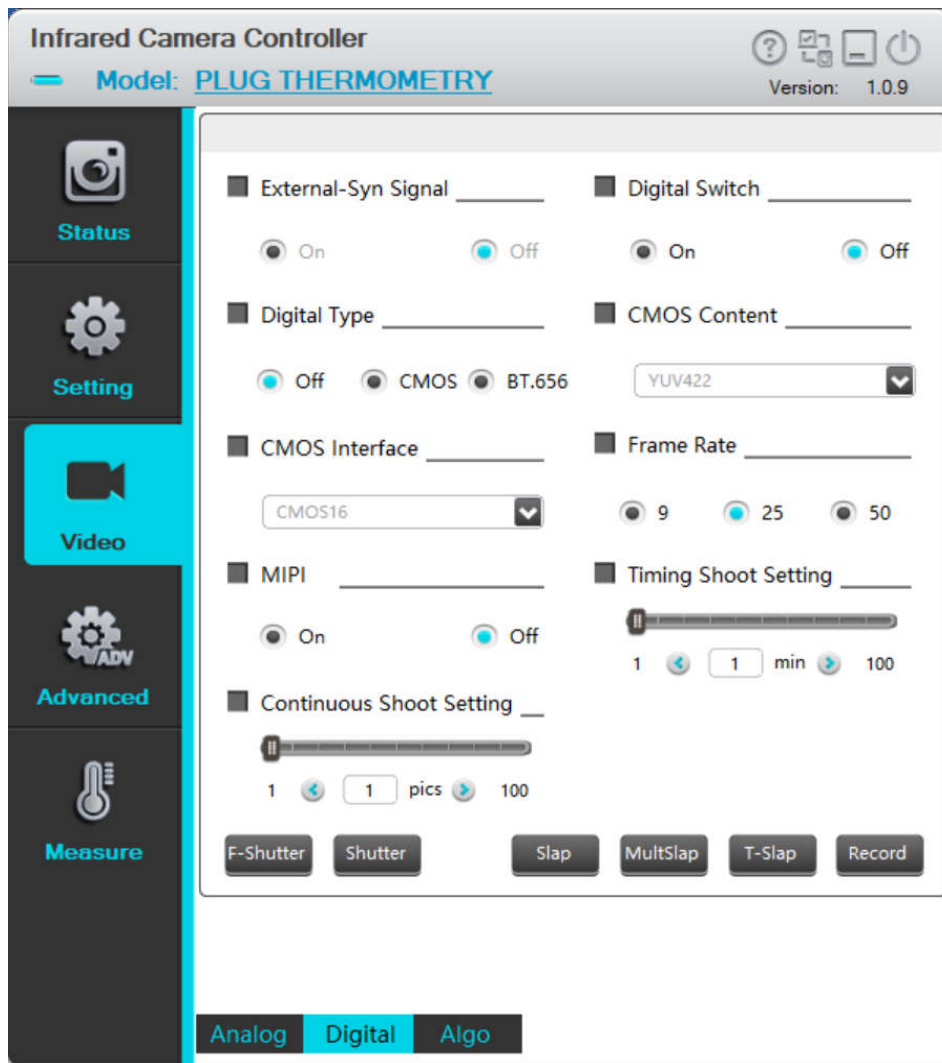 Infrared Camera Controller
Model: PLUG THERMOMETRY
Version: 1.0.9
Status
Setting
Video
ADV
Advanced
Measure
External-Syn Signal
On Off
Digital Switch
On Off
Digital Type
Off CMOS BT.656
CMOS Content
YUV422
CMOS Interface
CMOS16
Frame Rate
9 25 50
MIPI
On Off
Timing Shoot Setting
1 1 min 100
Continuous Shoot Setting
1 1 pics 100
F-Shutter Shutter Slap MultSlap T-Slap Record
Analog Digital Algo